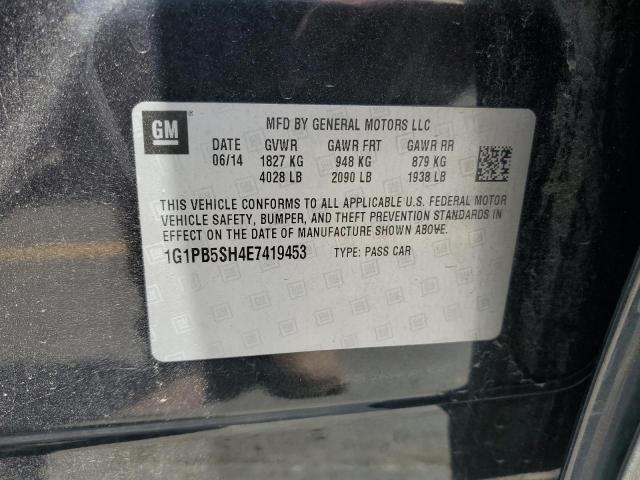 GM
MFD BY GENERAL MOTORS LLC
DATE GVWR GAWR FRT GAWR RR
06/14 1827 KG 948 KG 879 KG
4028 LB 2090 LB 1938 LB
THIS VEHICLE CONFORMS TO ALL APPLICABLE U.S. FEDERAL MOTOR
VEHICLE SAFETY, BUMPER, AND THEFT PREVENTION STANDARDS IN
EFFECT ON THE DATE OF MANUFACTURE SHOWN ABOVE.
1G1PB5SH4E7419453 TYPE: PASS CAR